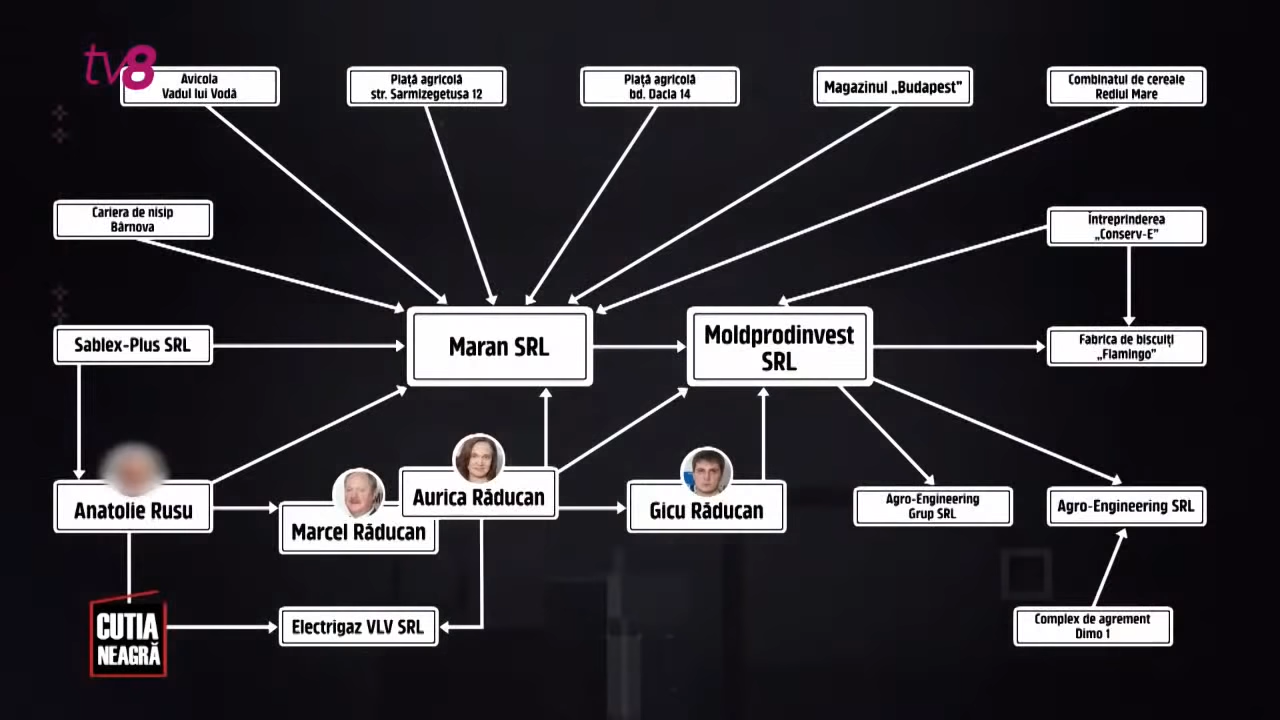 tv8
Avicola
Vadul lui Vodă
Piață agricolă
str. Sarmizegetusa 12
Piață agricolă
bd. Dacia 14
Magazinul „Budapest”
Combinatul de cereale
Rediul Mare
Cariera de nisip
Bârnova
Întreprinderea
„Conserv-E”
Sablex-Plus SRL
Maran SRL
Moldprodinvest
SRL
Fabrica de biscuiți
„Flamingo”
Anatolie Rusu
Marcel Răducan
Aurica Răducan
Gicu Răducan
Agro-Engineering
Grup SRL
Agro-Engineering SRL
CUTIA
NEAGRĂ
Electrigaz VLV SRL
Complex de agrement
Dimo 1